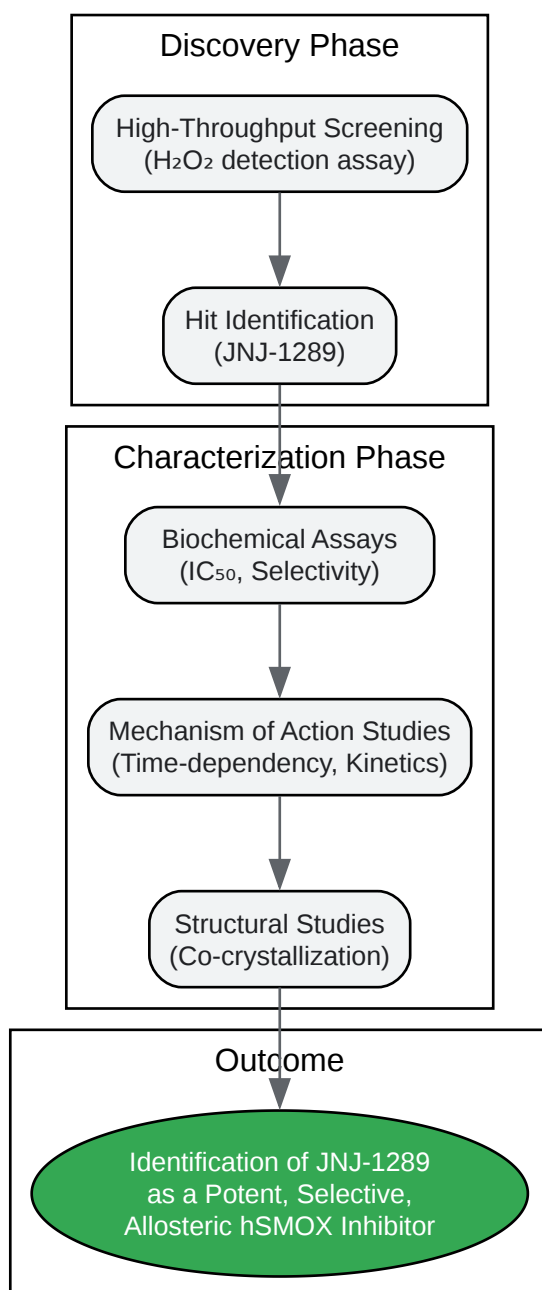 Discovery Phase
High-Throughput Screening
(H₂O₂ detection assay)
Hit Identification
(JNJ-1289)
Characterization Phase
Biochemical Assays
(IC₅₀, Selectivity)
Mechanism of Action Studies
(Time-dependency, Kinetics)
Structural Studies
(Co-crystallization)
Outcome
Identification of JNJ-1289
as a Potent, Selective,
Allosteric hSMOX Inhibitor